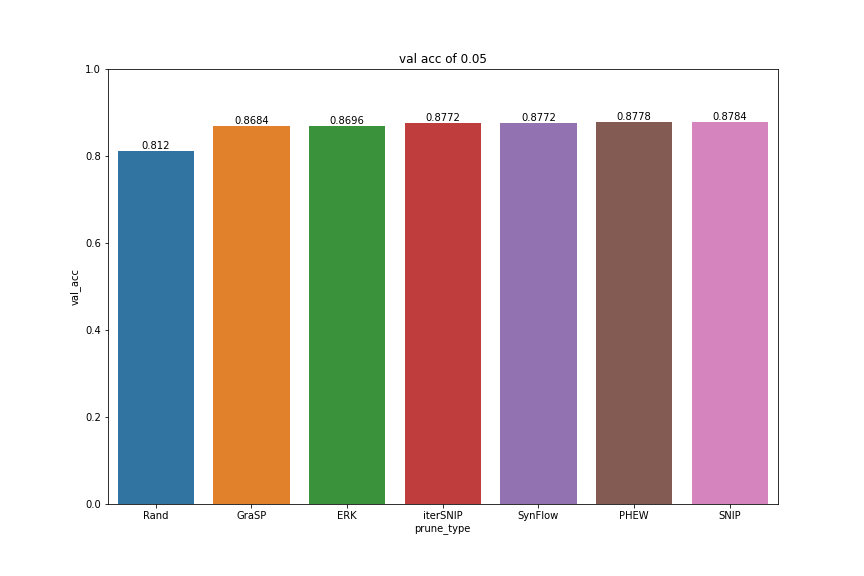 val acc of 0.05
1.0
0.8
0.6
0.4
0.2
0.0
val_acc
0.812
0.8684
0.8696
0.8772
0.8772
0.8778
0.8784
Rand
GraSP
ERK
iterSNIP
SynFlow
PHEW
SNIP
prune_type